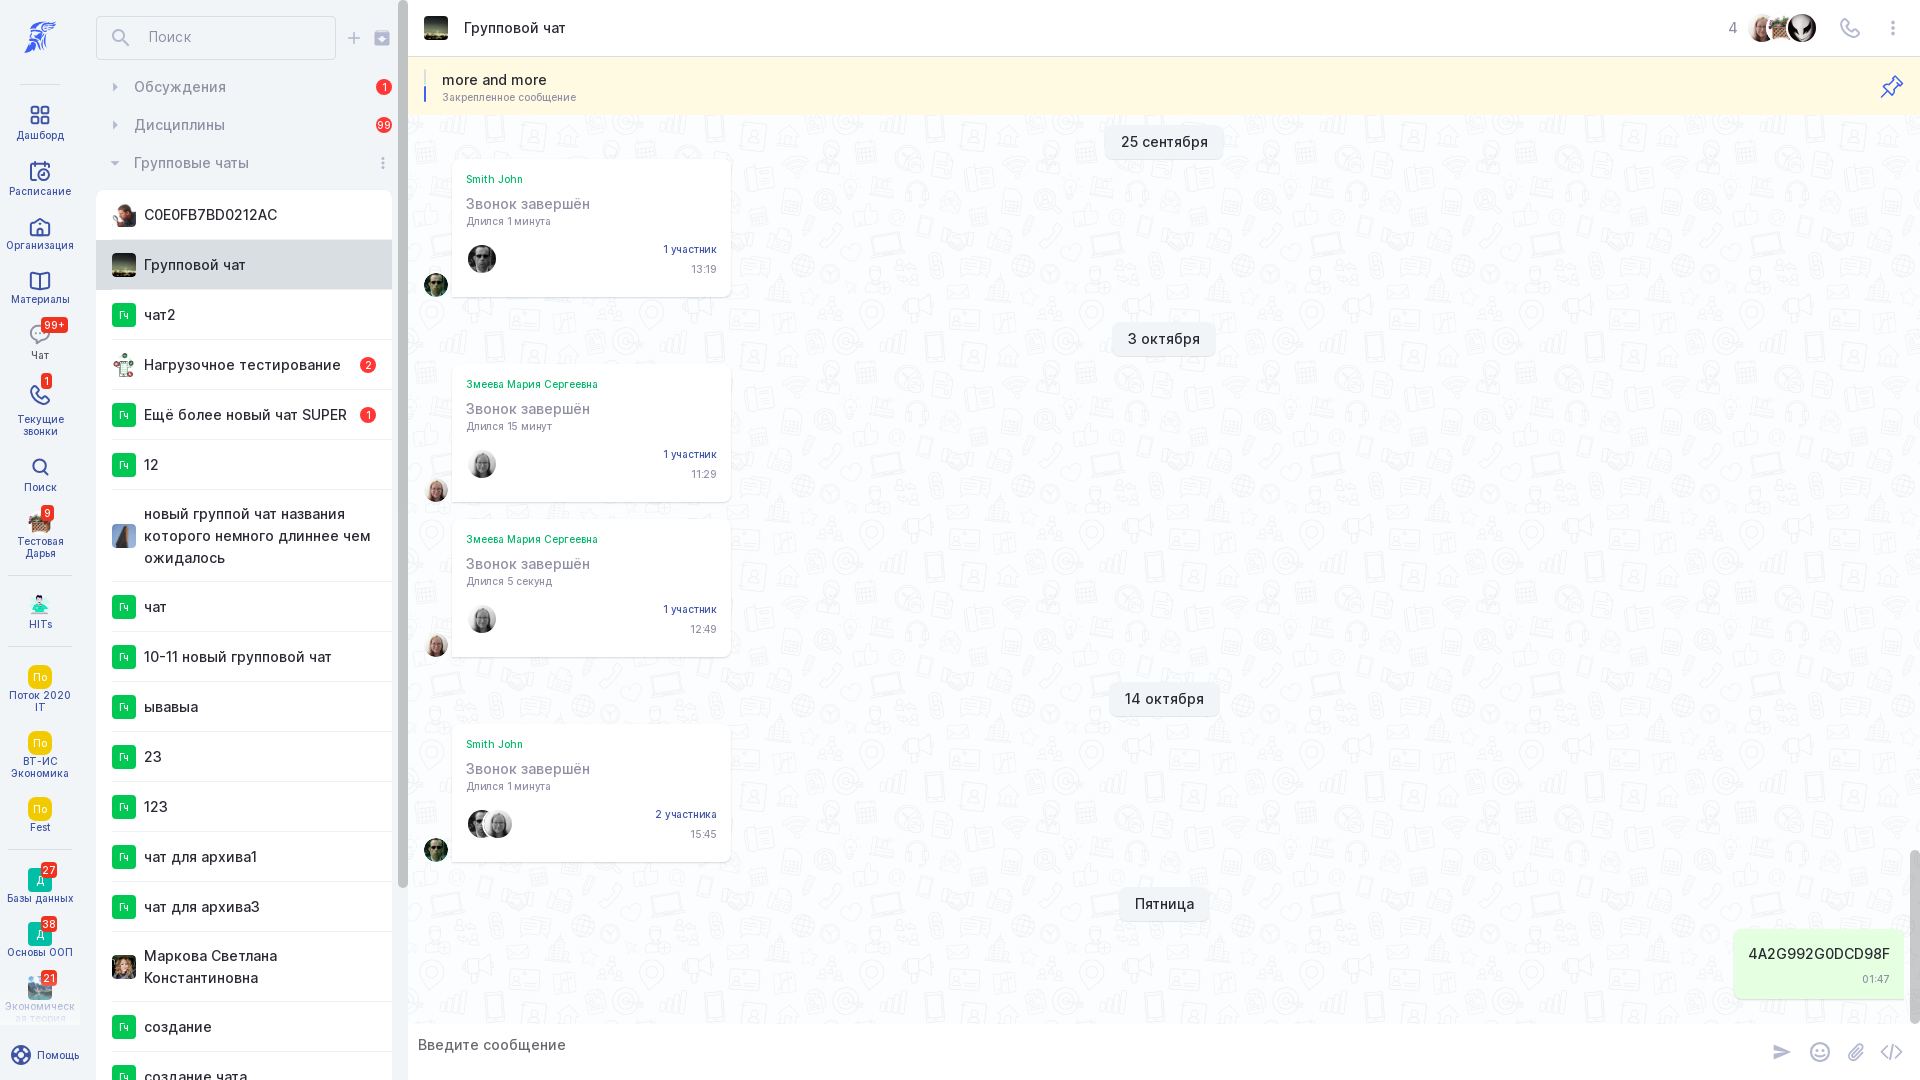 Дашборд
Расписание
Организация
Материалы
99+
Чат
1
Текущие
звонки
Поиск
9
Тестовая
Дарья
HITs
По
Поток 2020
IT
По
ВТ-ИС
Экономика
По
Fest
27
Д
Базы данных
38
Д
Основы ООП
21
Экономическ
ая теория
Помощь
Поиск
Обсуждения
1
Дисциплины
99
Групповые чаты
C0E0FB7BD0212AC
Групповой чат
Гч
чат2
Нагрузочное тестирование
2
Гч
Ещё более новый чат SUPER
1
Гч
12
новый группой чат названия
которого немного длиннее чем
ожидалось
Гч
чат
Гч
10-11 новый групповой чат
Гч
ывавыа
Гч
23
Гч
123
Гч
чат для архива1
Гч
чат для архива3
Маркова Светлана
Константиновна
Гч
создание
Гч
создание чата
Групповой чат
4
more and more
Закрепленное сообщение
25 сентября
Smith John
Звонок завершён
Длился 1 минута
1 участник
13:19
3 октября
Змеева Мария Сергеевна
Звонок завершён
Длился 15 минут
1 участник
11:29
Змеева Мария Сергеевна
Звонок завершён
Длился 5 секунд
1 участник
12:49
14 октября
Smith John
Звонок завершён
Длился 1 минута
2 участника
15:45
Пятница
4A2G992G0DCD98F
01:47
Введите сообщение